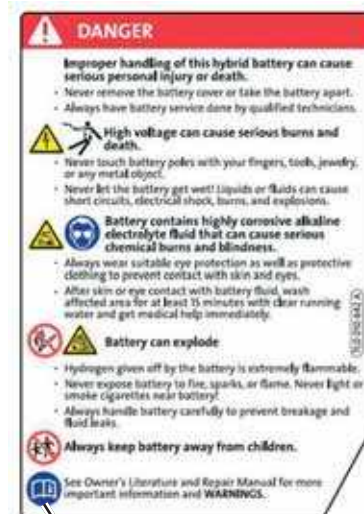 DANGER
Improper handling of this hybrid battery can cause
serious personal injury or death.
· Never remove the battery cover or take the battery apart.
· Always have battery service done by qualified technicians.
High voltage can cause serious burns and
death.
· Never touch battery poles with your fingers, tools, jewelry,
or any metal object.
· Never let the battery get wet! Liquids or fluids can cause
short circuits, electrical shock, burns, and explosions.
Battery contains highly corrosive alkaline
electrolyte fluid that can cause serious
chemical burns and blindness.
· Always wear suitable eye protection as well as protective
clothing to prevent contact with skin and eyes.
· After skin or eye contact with battery fluid, wash
affected area for at least 15 minutes with clear running
water and get medical help immediately.
Battery can explode
· Hydrogen given off by the battery is extremely flammable.
· Never expose battery to fire, sparks, or flame. Never light or
smoke cigarettes near battery!
· Always handle battery carefully to prevent breakage and
fluid leaks.
Always keep battery away from children.
See Owner's Literature and Repair Manual for more
important information and WARNINGS.